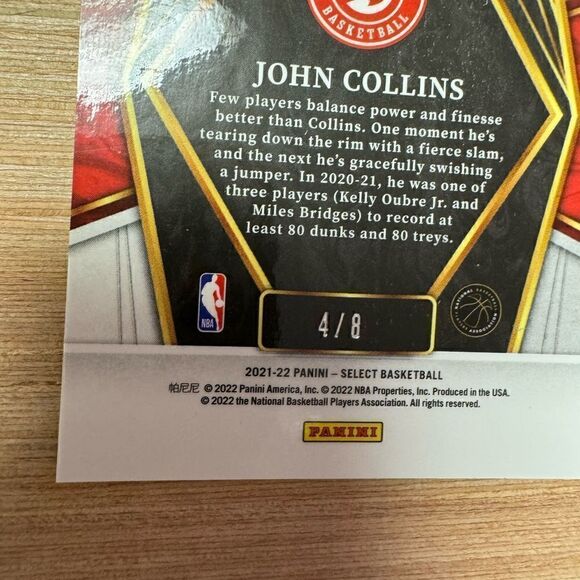 BASKETBALL
JOHN COLLINS
Few players balance power and finesse
better than Collins. One moment he's
tearing down the rim with a fierce slam,
and the next he's gracefully swishing
a jumper. In 2020-21, he was one of
three players (Kelly Oubre Jr. and
Miles Bridges) to record at
least 80 dunks and 80 treys.
NBA
4/8
NATIONAL BASKETBALL PLAYERS ASSOCIATION
2021-22 PANINI – SELECT BASKETBALL
帕尼尼 © 2022 Panini America, Inc. © 2022 NBA Properties, Inc. Produced in the USA.
© 2022 the National Basketball Players Association. All rights reserved.
PANINI